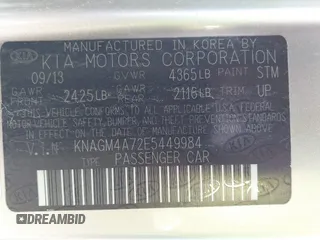 MANUFACTURED IN KOREA BY
KIA MOTORS CORPORATION
09/13 GVWR 4365LB PAINT STM
GAWR FRONT 2425LB GAWR 2116LB TRIM UP
THIS VEHICLE CONFORMS TO ALL APPLICABLE U.S.A. FEDERAL
MOTOR VEHICLE SAFETY, BUMPER, AND THEFT PREVENTION
STANDARDS IN EFFECT ON THE DATE OF MANUFACTURE SHOWN ABOVE.
V.I.N. KNAGM4A72E5449984
PASSENGER CAR
KIA
DREAMBID